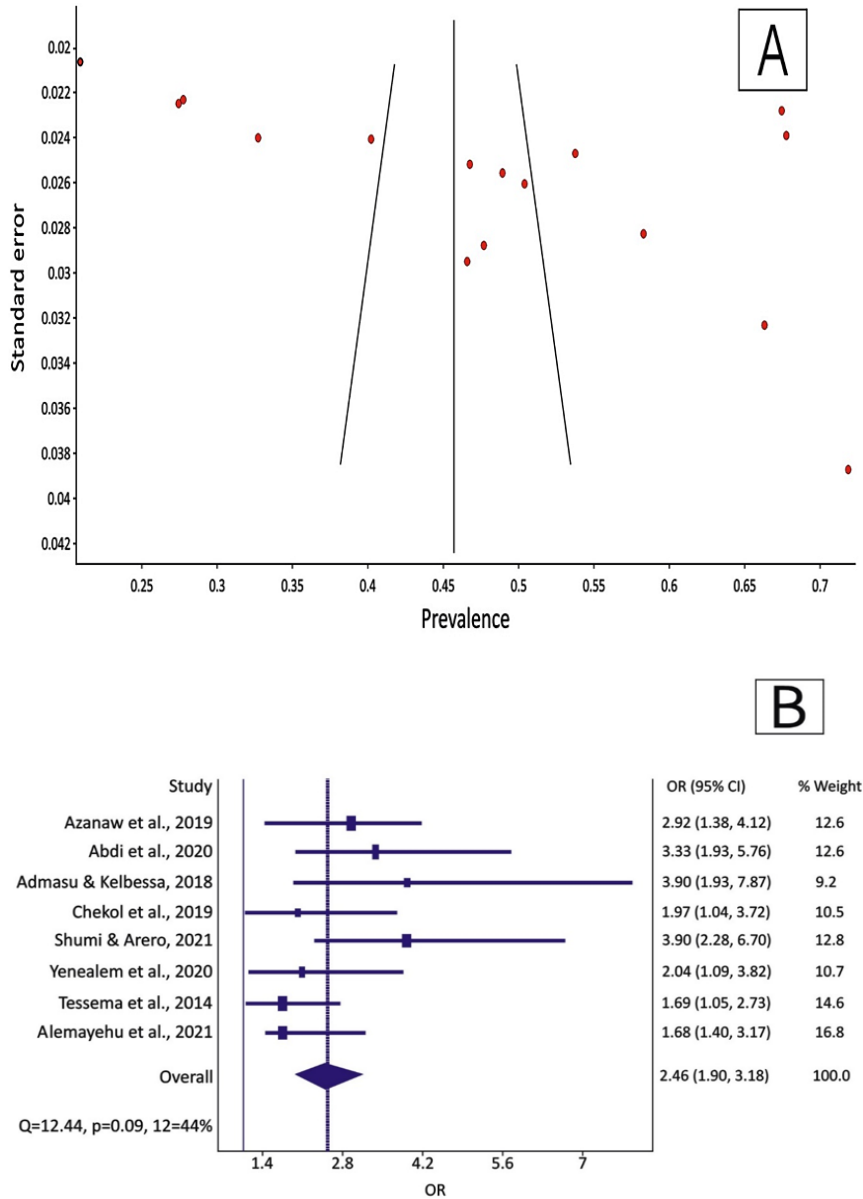 A
0.02
0.022
0.024
0.026
0.028
0.03
0.032
0.034
0.036
0.038
0.04
0.042
Standard error
0.25 0.3 0.35 0.4 0.45 0.5 0.55 0.6 0.65 0.7
Prevalence
B
Study OR (95% CI) % Weight
Azanaw et al., 2019 2.92 (1.38, 4.12) 12.6
Abdi et al., 2020 3.33 (1.93, 5.76) 12.6
Admasu & Kelbessa, 2018 3.90 (1.93, 7.87) 9.2
Chekol et al., 2019 1.97 (1.04, 3.72) 10.5
Shumi & Arero, 2021 3.90 (2.28, 6.70) 12.8
Yenealem et al., 2020 2.04 (1.09, 3.82) 10.7
Tessema et al., 2014 1.69 (1.05, 2.73) 14.6
Alemayehu et al., 2021 1.68 (1.40, 3.17) 16.8
Overall 2.46 (1.90, 3.18) 100.0
Q=12.44, p=0.09, 12=44%
1.4 2.8 4.2 5.6 7
OR